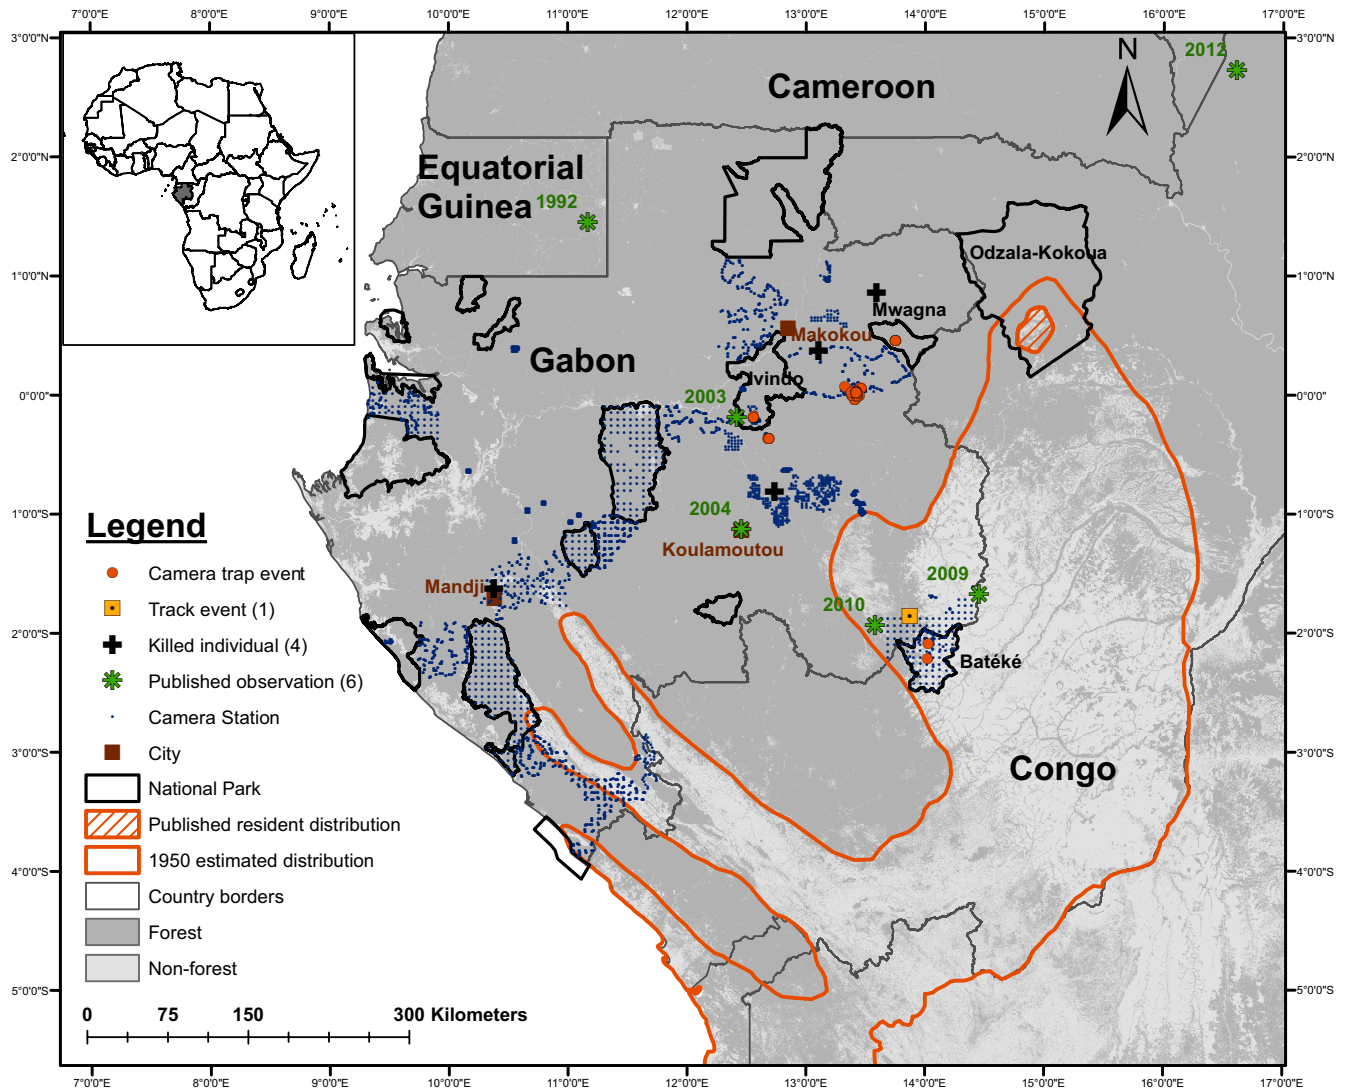 7°0'0"E 8°0'0"E 9°0'0"E 10°0'0"E 11°0'0"E 12°0'0"E 13°0'0"E 14°0'0"E 15°0'0"E 16°0'0"E 17°0'0"E
3°0'0"N 3°0'0"N
2°0'0"N 2°0'0"N
1°0'0"N 1°0'0"N
0°0'0" 0°0'0"
1°0'0"S 1°0'0"S
2°0'0"S 2°0'0"S
3°0'0"S 3°0'0"S
4°0'0"S 4°0'0"S
5°0'0"S 5°0'0"S
N
2012
Cameroon
Equatorial
Guinea
1992
Odzala-Kokoua
Mwagna
Makokou
Gabon
Ivindo
2003
2004
Koulamoutou
Mandji
2009
2010
Batéké
Congo
Legend
Camera trap event
Track event (1)
Killed individual (4)
Published observation (6)
Camera Station
City
National Park
Published resident distribution
1950 estimated distribution
Country borders
Forest
Non-forest
0 75 150 300 Kilometers
7°0'0"E 8°0'0"E 9°0'0"E 10°0'0"E 11°0'0"E 12°0'0"E 13°0'0"E 14°0'0"E 15°0'0"E 16°0'0"E 17°0'0"E